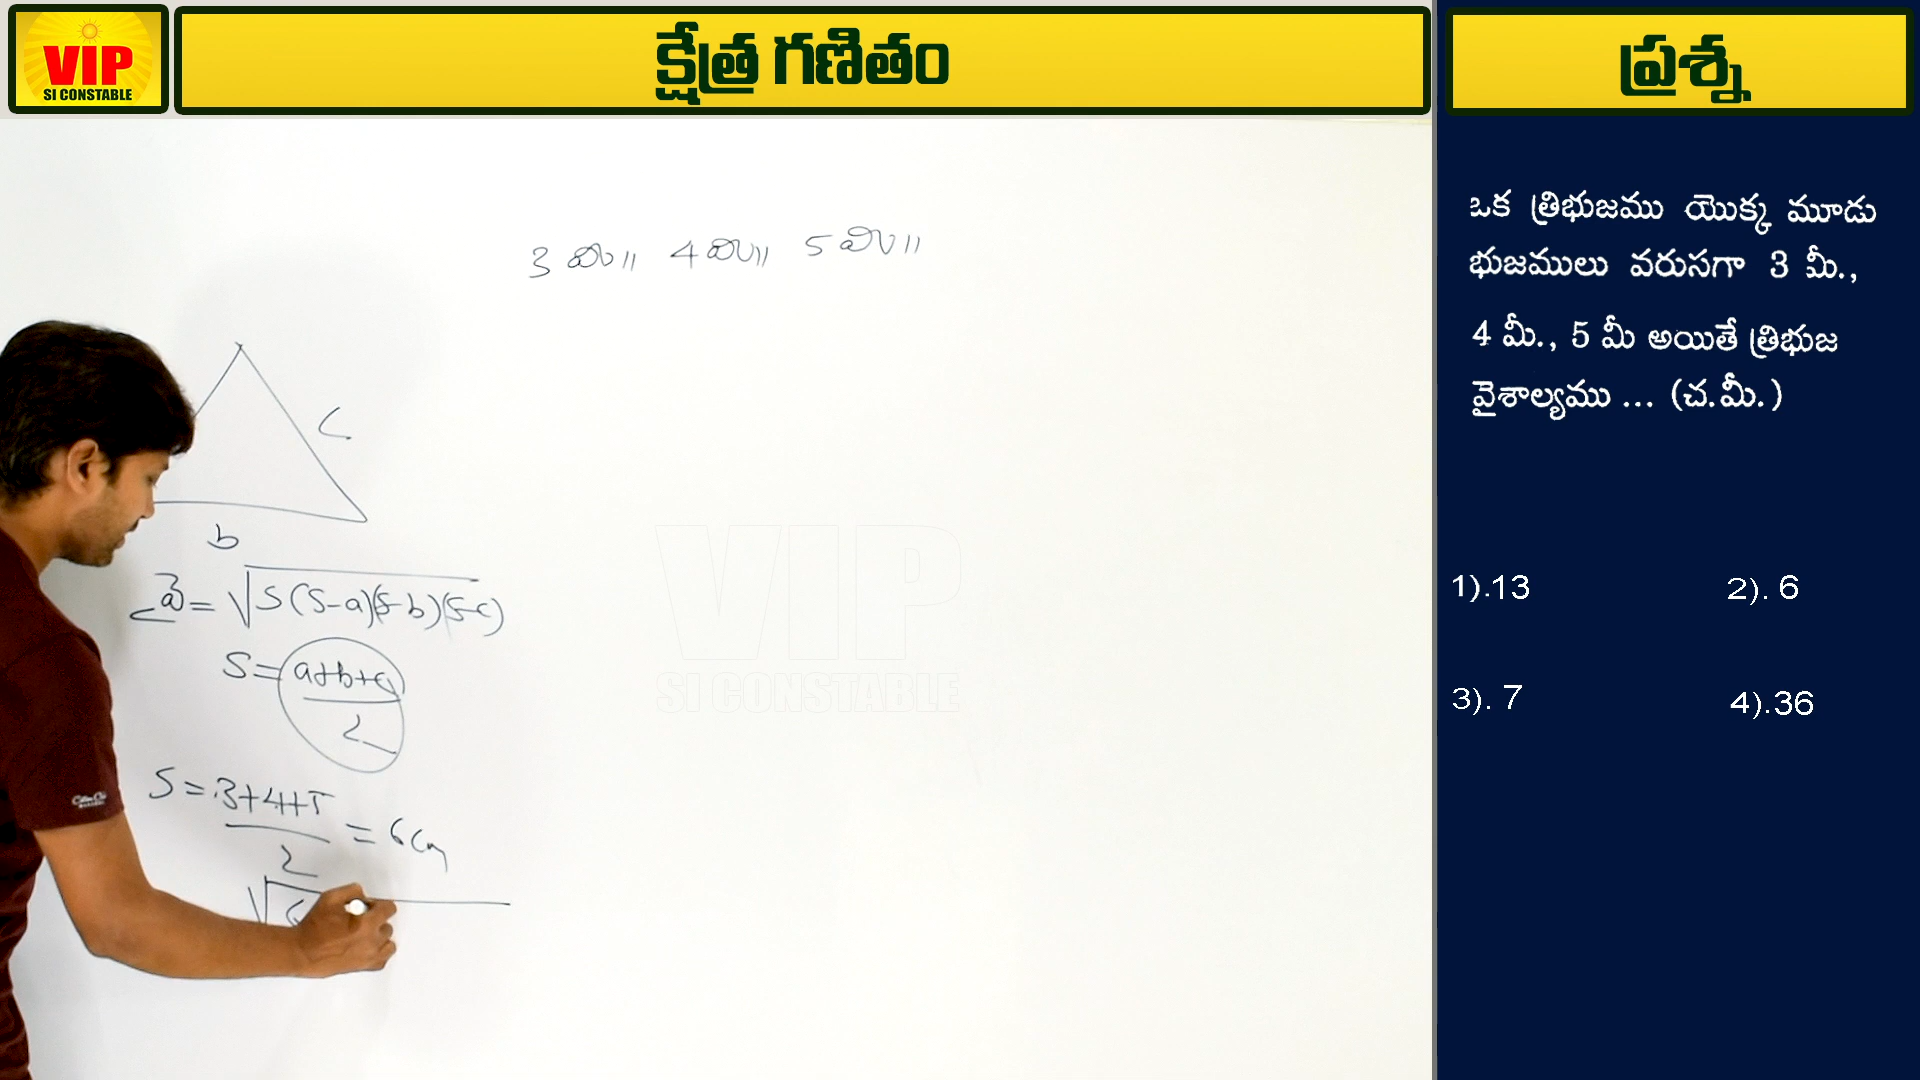 VIP
SI CONSTABLE
క్షేత్ర గణితం
ప్రశ్న
3 మీ|| 4 మీ|| 5 మీ||
c
b
వై = √S(S-a)(S-b)(S-c)
S = a+b+c
2
S = 3+4+5
2
= 6cm
√6
VIP
SI CONSTABLE
ఒక త్రిభుజము యొక్క మూడు
భుజములు వరుసగా 3 మీ.,
4 మీ., 5 మీ అయితే త్రిభుజ
వైశాల్యము ... (చ.మీ.)
1).13
2). 6
3). 7
4).36